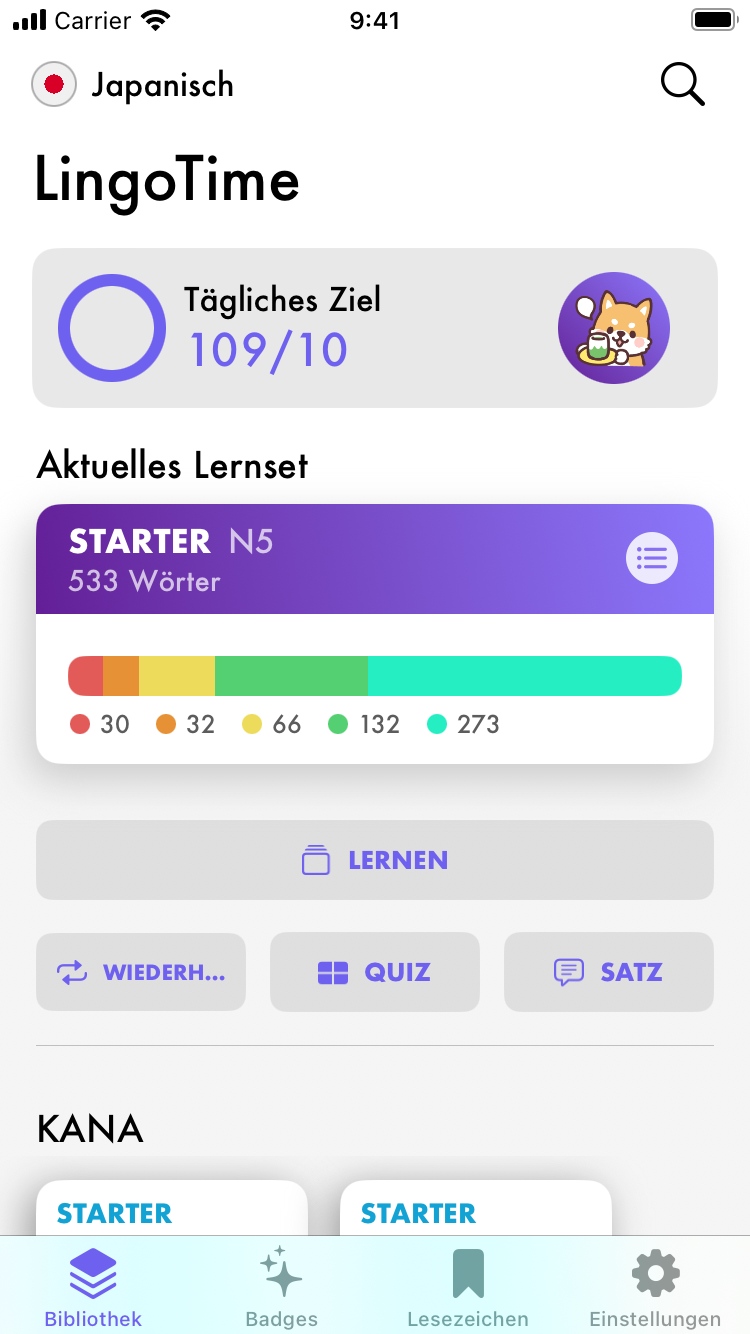 Carrier 9:41
Japanisch
LingoTime
Tägliches Ziel
109/10
Aktuelles Lernset
STARTER N5
533 Wörter
30 32 66 132 273
LERNEN
WIEDERH... QUIZ SATZ
KANA
STARTER STARTER
Bibliothek Badges Lesezeichen Einstellungen